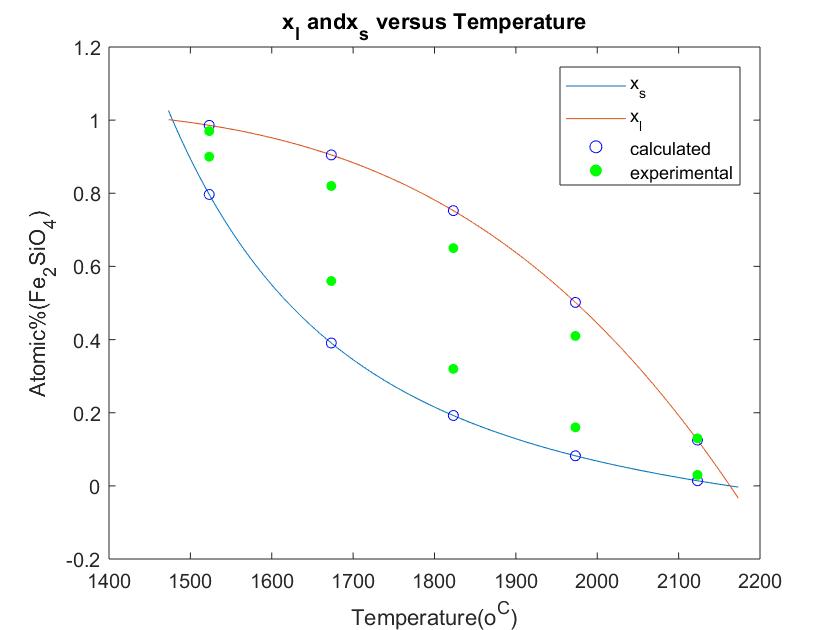 x_l andx_s versus Temperature
1.2
1
0.8
0.6
0.4
0.2
0
-0.2
Atomic%(Fe_2SiO_4)
1400 1500 1600 1700 1800 1900 2000 2100 2200
Temperature(o^C)
x_s
x_l
calculated
experimental